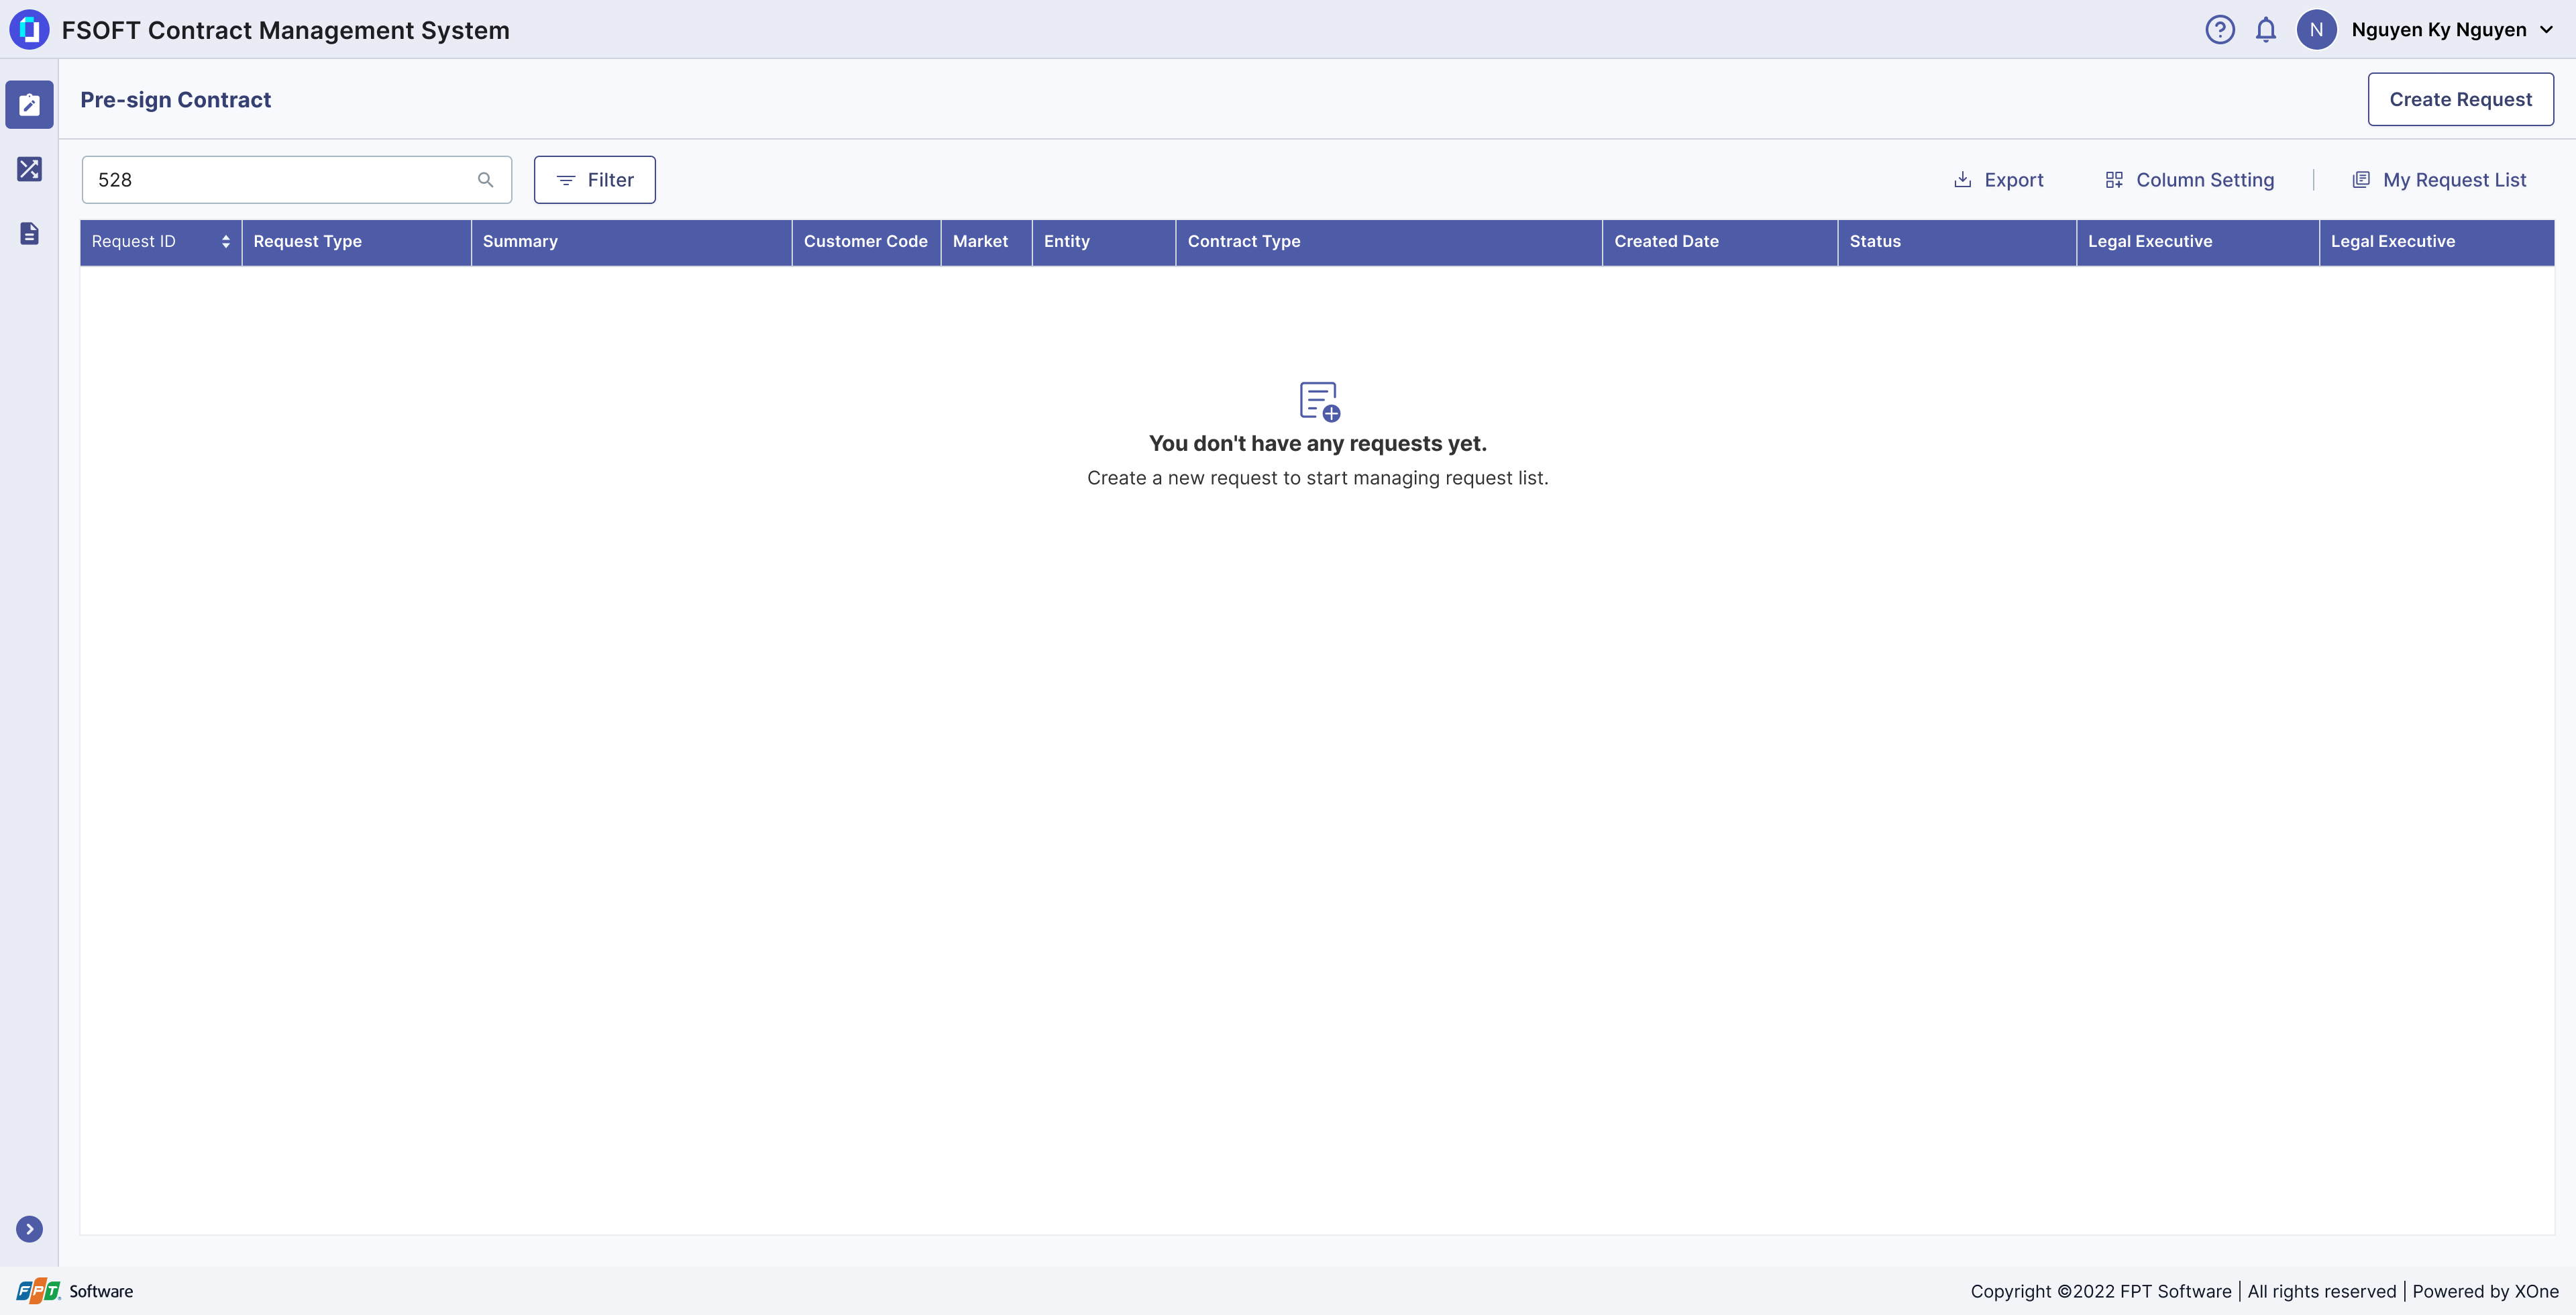 FSOFT Contract Management System
N
Nguyen Ky Nguyen
Pre-sign Contract
Create Request
528
Filter
Export
Column Setting
My Request List
Request ID
Request Type
Summary
Customer Code
Market
Entity
Contract Type
Created Date
Status
Legal Executive
Legal Executive
You don't have any requests yet.
Create a new request to start managing request list.
FPT Software
Copyright ©2022 FPT Software | All rights reserved | Powered by XOne